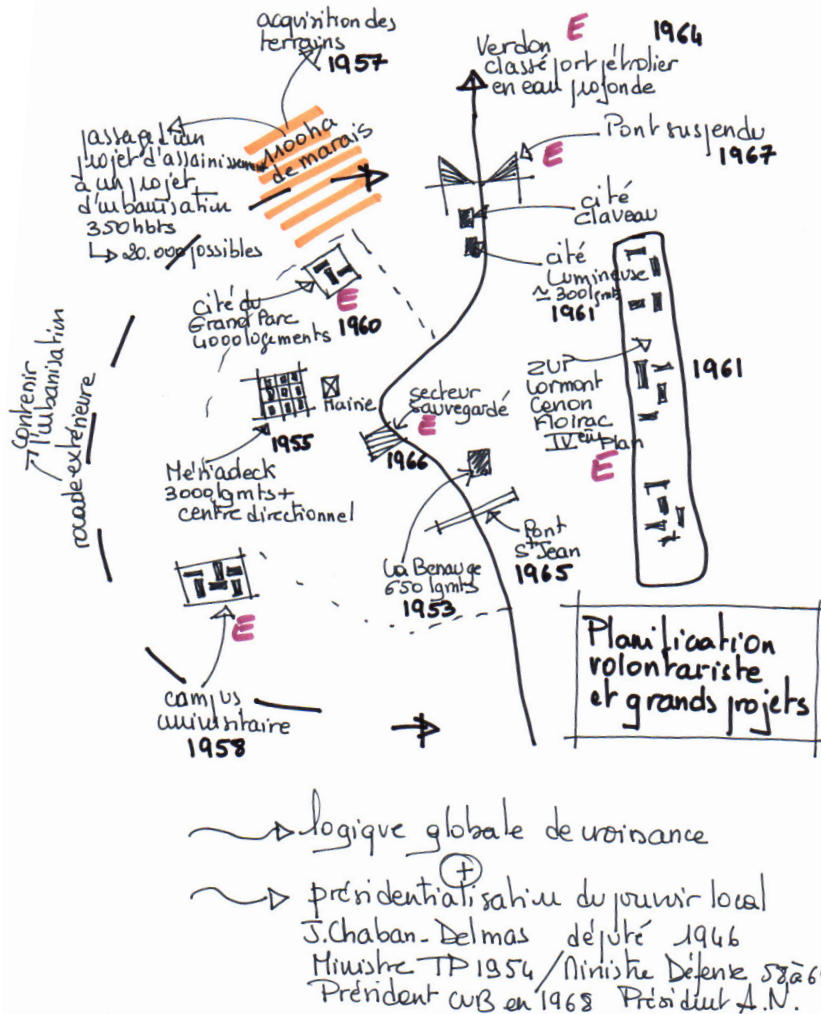 acquisition des
terrains
1957
Verdon E 1964
classé port pétrolier
en eau profonde
passage d'un
projet d'assainissement
à un projet
d'urbanisation
350 hbts
↳ 20.000 possibles
1100ha
de marais
Pont suspendu
E 1967
cité
Claveau
cité
Lumineuse
≃ 300 lgmts
1961
cité du
Grand Parc
4000 logements
E
1960
contenir
l'urbanisation
rocade extérieure
Mairie
1955
Mériadeck
3000 lgmts +
centre directionnel
secteur
sauvegardé
E
1966
ZUP
Lormont
Cenon
Floirac
IVème Plan
E
1961
La Benauge
650 lgmts
1953
Pont
St Jean
1965
E
campus
universitaire
1958
Planification
volontariste
et grands projets
logique globale de croissance
+
présidentialisation du pouvoir local
J. Chaban-Delmas député 1946
Ministre TP 1954 / Ministre Défense 58 à
Président CUB en 1968 Président A.N.